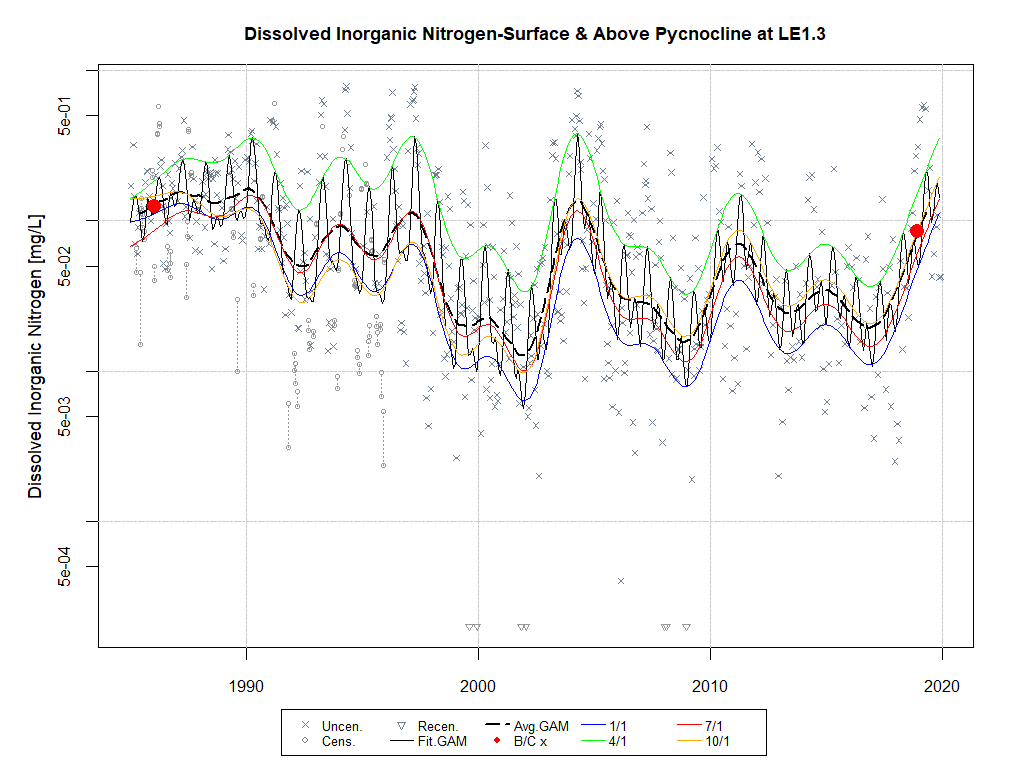 Dissolved Inorganic Nitrogen-Surface & Above Pycnocline at LE1.3
Dissolved Inorganic Nitrogen [mg/L]
5e-01
5e-02
5e-03
5e-04
1990 2000 2010 2020
Uncen. Recen. Avg.GAM 1/1 7/1
Cens. Fit.GAM B/C x 4/1 10/1